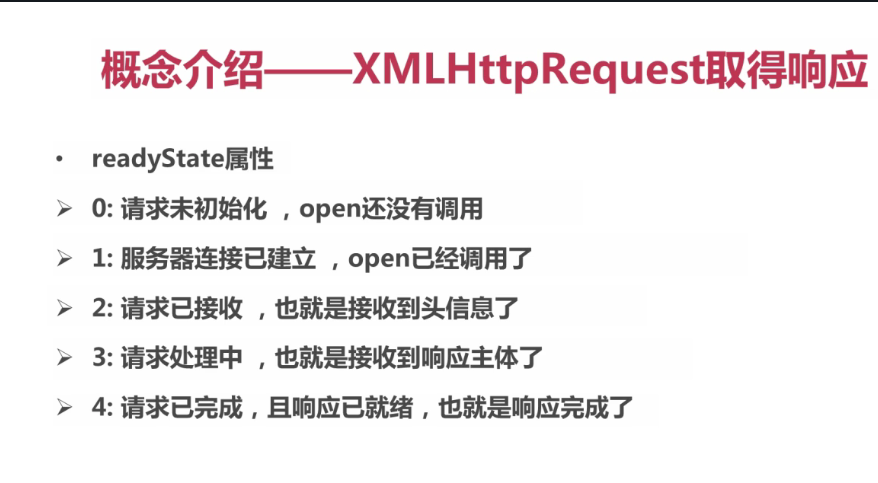 概念介绍——XMLHttpRequest取得响应
• readyState属性
➢ 0: 请求未初始化 ，open还没有调用
➢ 1: 服务器连接已建立 ，open已经调用了
➢ 2: 请求已接收 ，也就是接收到头信息了
➢ 3: 请求处理中 ，也就是接收到响应主体了
➢ 4: 请求已完成，且响应已就绪，也就是响应完成了